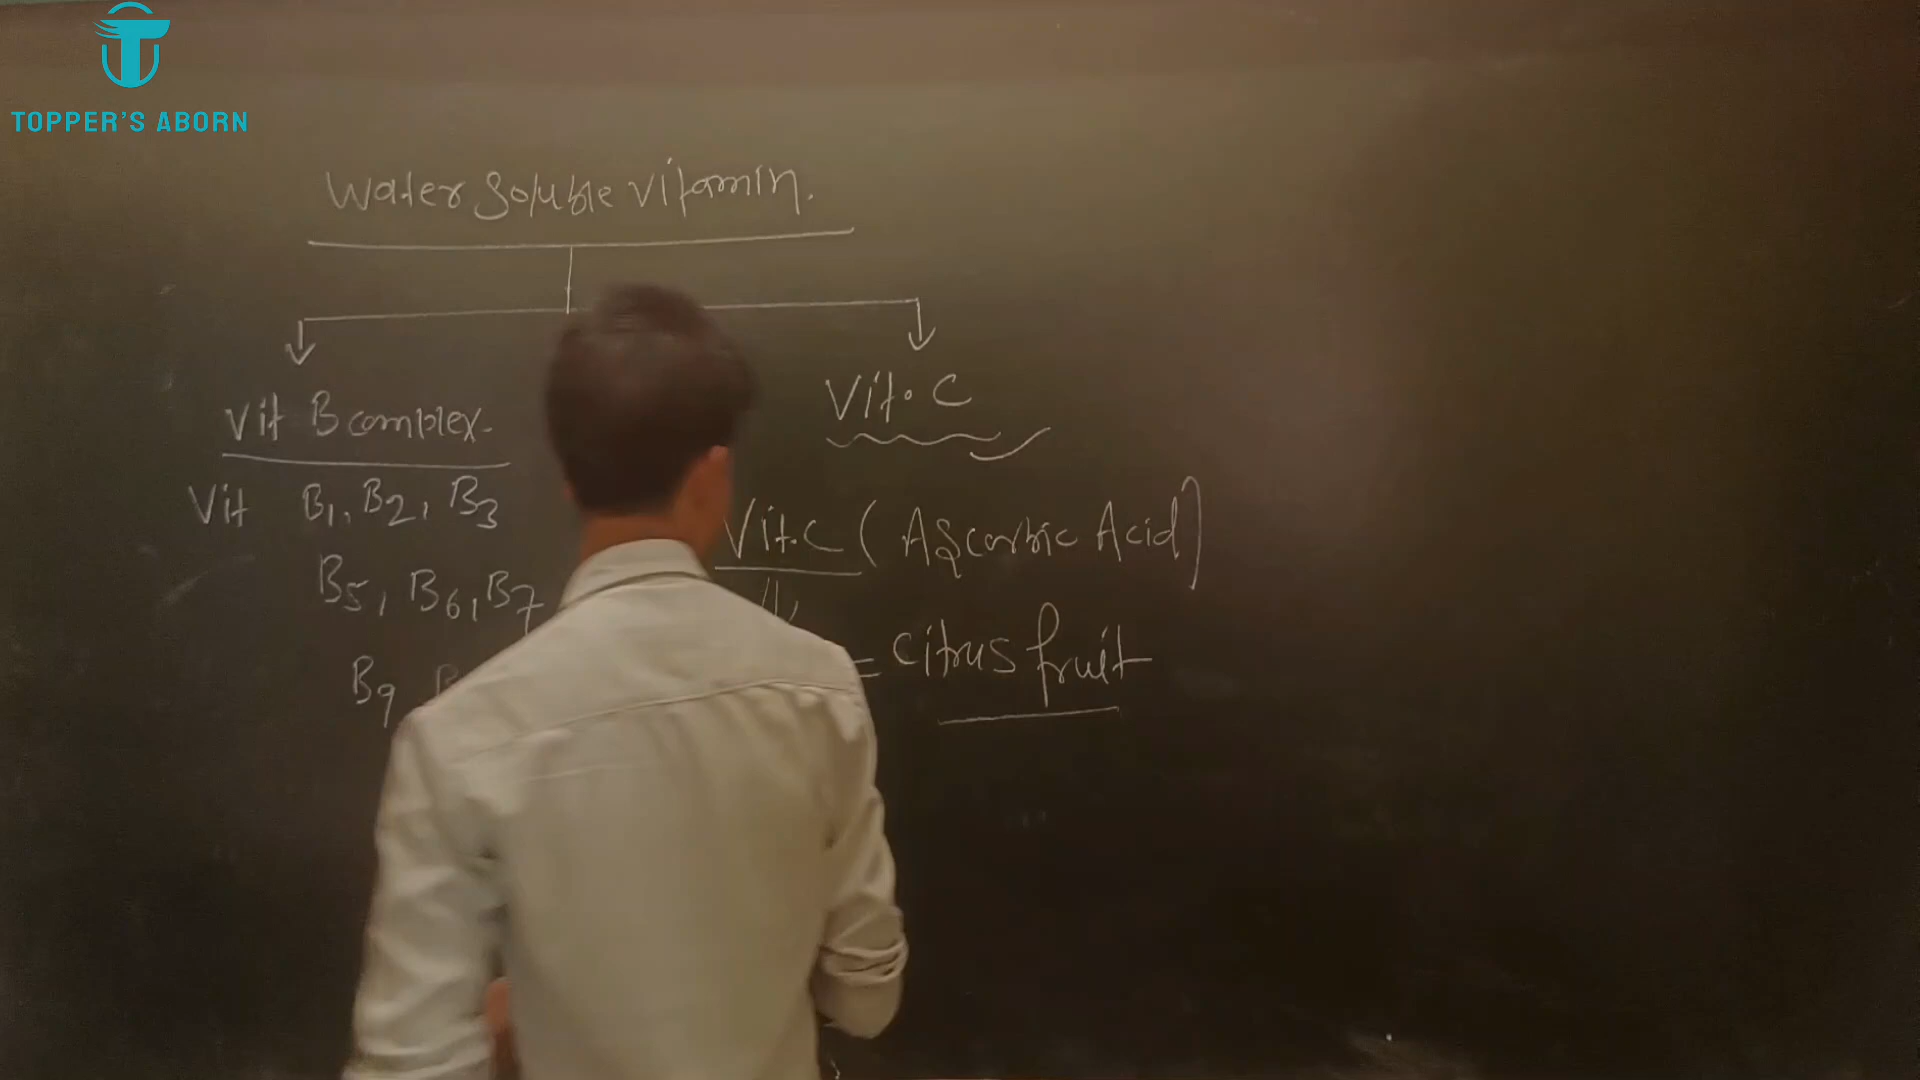 TOPPER'S ABORN
Water Soluble Vitamin.
Vit B complex.
Vit B1, B2, B3
B5, B6, B7
B9
Vit. C
Vit. C (Ascorbic Acid)
= Citrus fruit